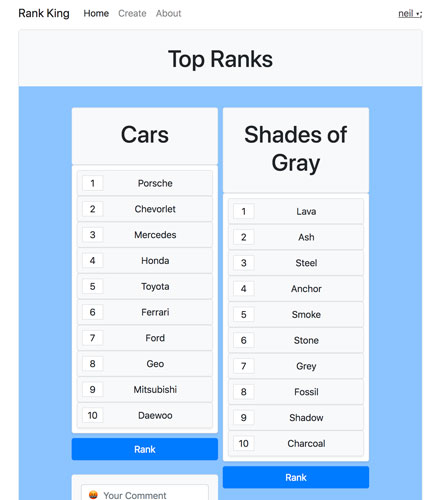 Rank King Home Create About neil
Top Ranks
Cars
1 Porsche
2 Chevorlet
3 Mercedes
4 Honda
5 Toyota
6 Ferrari
7 Ford
8 Geo
9 Mitsubishi
10 Daewoo
Rank
Your Comment
Shades of
Gray
1 Lava
2 Ash
3 Steel
4 Anchor
5 Smoke
6 Stone
7 Grey
8 Fossil
9 Shadow
10 Charcoal
Rank